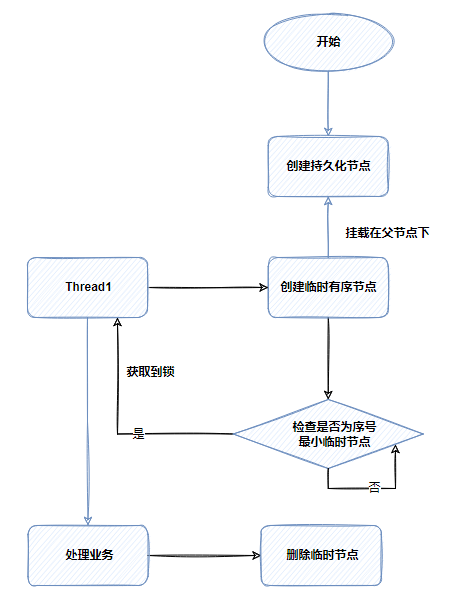 开始
创建持久化节点
挂载在父节点下
Thread1
创建临时有序节点
获取到锁
检查是否为序号
最小临时节点
是
否
处理业务
删除临时节点